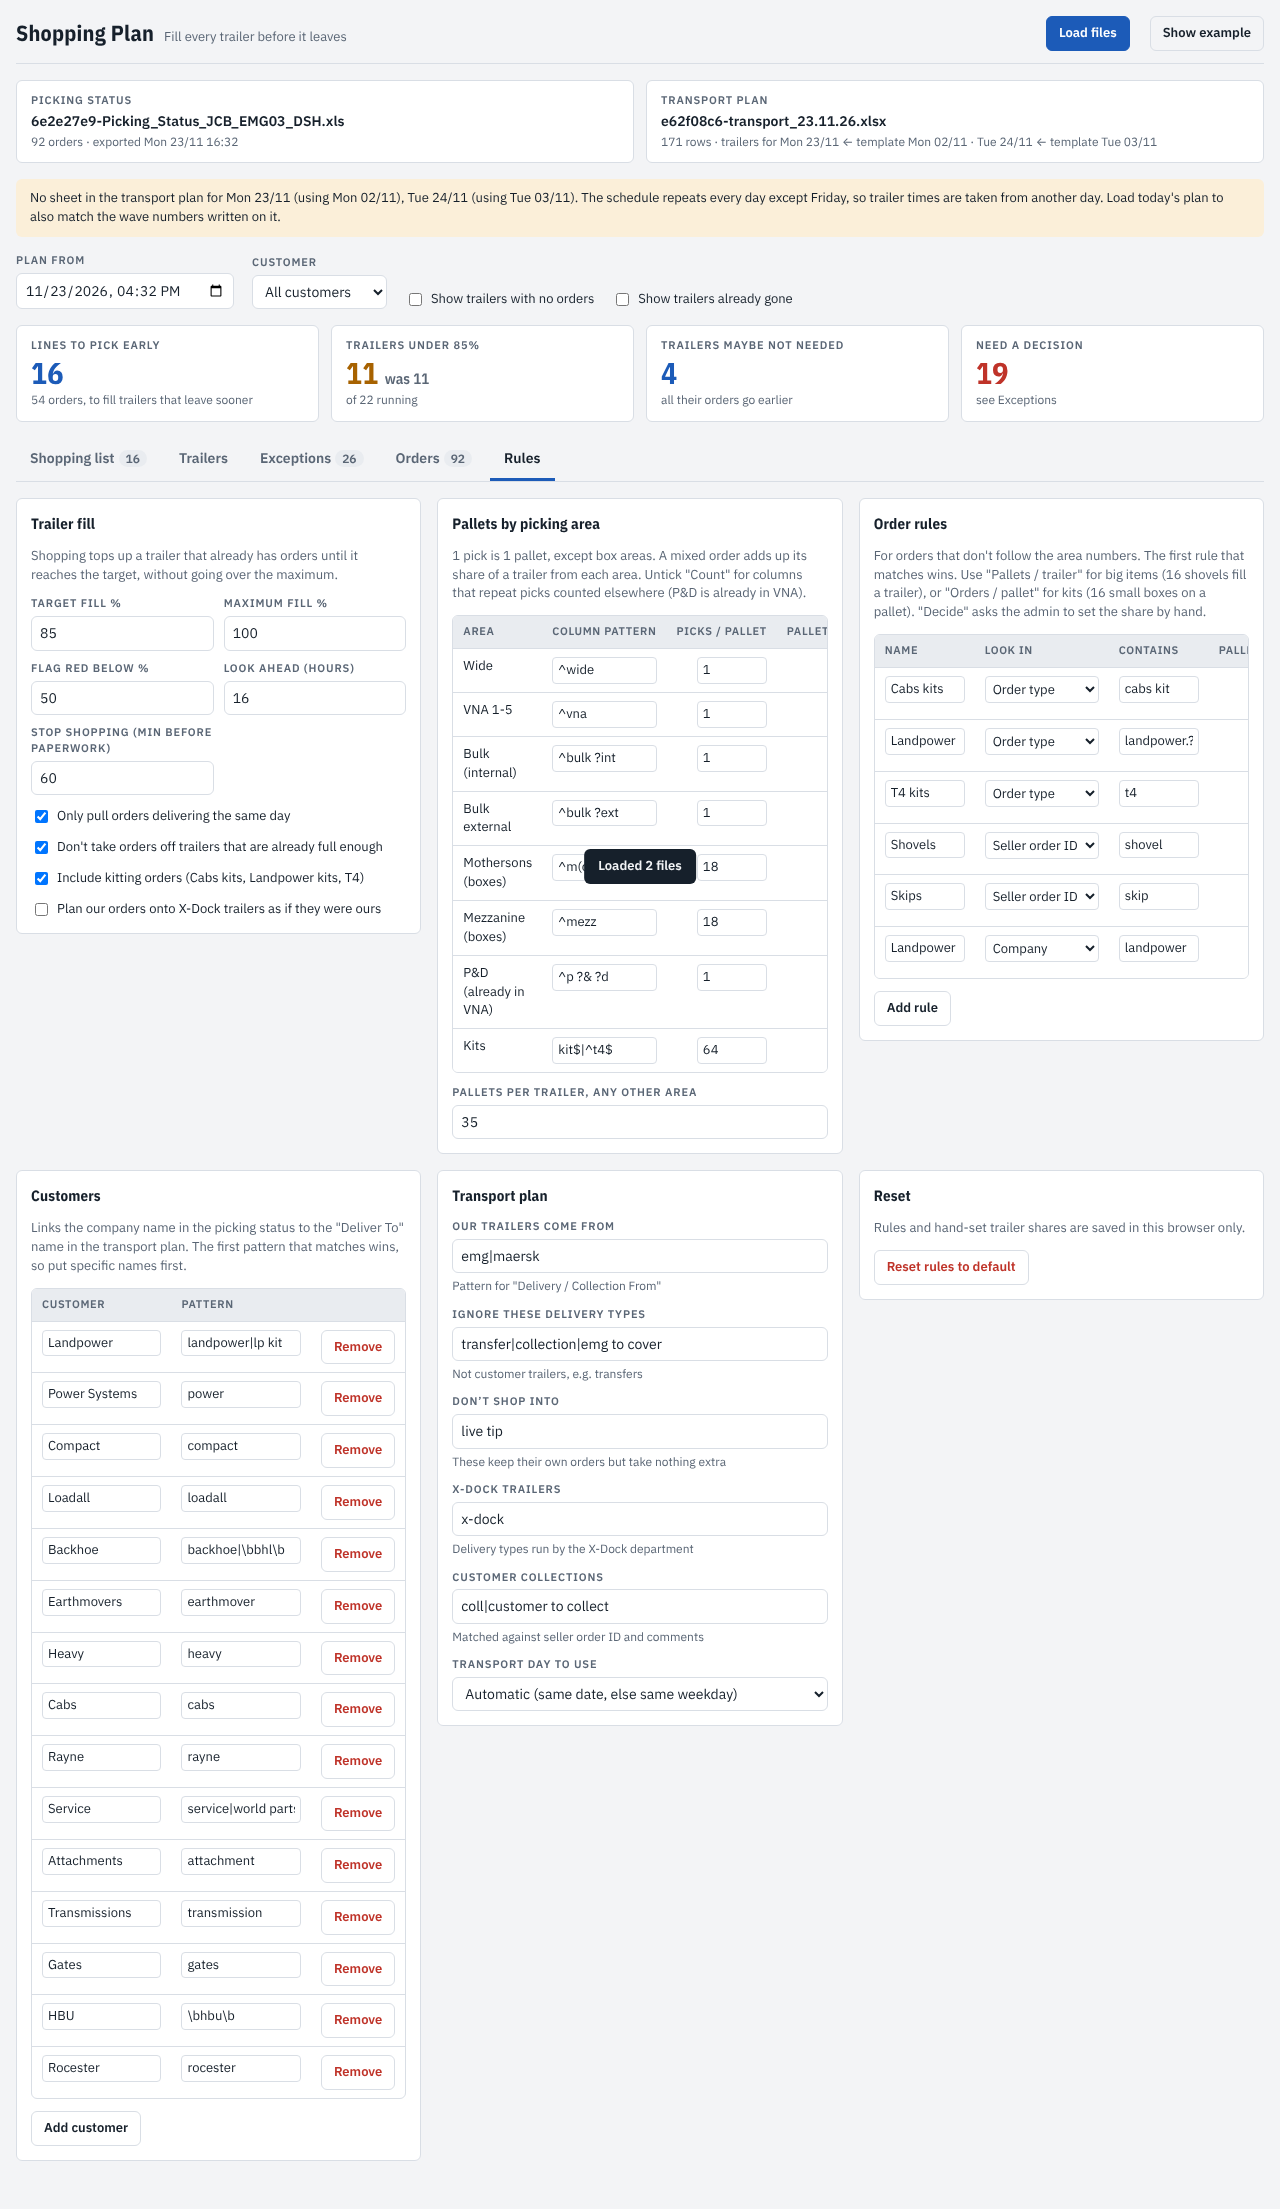 Shopping Plan Fill every trailer before it leaves
Load files
Show example
PICKING STATUS
6e2e27e9-Picking_Status_JCB_EMG03_DSH.xls
92 orders · exported Mon 23/11 16:32
TRANSPORT PLAN
e62f08c6-transport_23.11.26.xlsx
171 rows · trailers for Mon 23/11 ← template Mon 02/11 · Tue 24/11 ← template Tue 03/11
No sheet in the transport plan for Mon 23/11 (using Mon 02/11), Tue 24/11 (using Tue 03/11). The schedule repeats every day except Friday, so trailer times are taken from another day. Load today's plan to
also match the wave numbers written on it.
PLAN FROM
11/23/2026, 04:32 PM
CUSTOMER
All customers
Show trailers with no orders
Show trailers already gone
LINES TO PICK EARLY
16
54 orders, to fill trailers that leave sooner
TRAILERS UNDER 85%
11 was 11
of 22 running
TRAILERS MAYBE NOT NEEDED
4
all their orders go earlier
NEED A DECISION
19
see Exceptions
Shopping list 16
Trailers
Exceptions 26
Orders 92
Rules
Trailer fill
Shopping tops up a trailer that already has orders until it
reaches the target, without going over the maximum.
TARGET FILL %
85
MAXIMUM FILL %
100
FLAG RED BELOW %
50
LOOK AHEAD (HOURS)
16
STOP SHOPPING (MIN BEFORE
PAPERWORK)
60
Only pull orders delivering the same day
Don't take orders off trailers that are already full enough
Include kitting orders (Cabs kits, Landpower kits, T4)
Plan our orders onto X-Dock trailers as if they were ours
Pallets by picking area
1 pick is 1 pallet, except box areas. A mixed order adds up its
share of a trailer from each area. Untick "Count" for columns
that repeat picks counted elsewhere (P&D is already in VNA).
AREA COLUMN PATTERN PICKS / PALLET PALLET
Wide ^wide 1
VNA 1-5 ^vna 1
Bulk
(internal)
^bulk ?int 1
Bulk
external
^bulk ?ext 1
Mothersons
(boxes)
^m( 18
Loaded 2 files
Mezzanine
(boxes)
^mezz 18
P&D
(already in
VNA)
^p ?& ?d 1
Kits kit$|^t4$ 64
PALLETS PER TRAILER, ANY OTHER AREA
35
Order rules
For orders that don't follow the area numbers. The first rule that
matches wins. Use "Pallets / trailer" for big items (16 shovels fill
a trailer), or "Orders / pallet" for kits (16 small boxes on a
pallet). "Decide" asks the admin to set the share by hand.
NAME LOOK IN CONTAINS PALL
Cabs kits Order type cabs kit
Landpower Order type landpower.?
T4 kits Order type t4
Shovels Seller order ID shovel
Skips Seller order ID skip
Landpower Company landpower
Add rule
Customers
Links the company name in the picking status to the "Deliver To"
name in the transport plan. The first pattern that matches wins,
so put specific names first.
CUSTOMER PATTERN
Landpower landpower|lp kit Remove
Power Systems power Remove
Compact compact Remove
Loadall loadall Remove
Backhoe backhoe|\bbhl\b Remove
Earthmovers earthmover Remove
Heavy heavy Remove
Cabs cabs Remove
Rayne rayne Remove
Service service|world parts Remove
Attachments attachment Remove
Transmissions transmission Remove
Gates gates Remove
HBU \bhbu\b Remove
Rocester rocester Remove
Add customer
Transport plan
OUR TRAILERS COME FROM
emg|maersk
Pattern for "Delivery / Collection From"
IGNORE THESE DELIVERY TYPES
transfer|collection|emg to cover
Not customer trailers, e.g. transfers
DON'T SHOP INTO
live tip
These keep their own orders but take nothing extra
X-DOCK TRAILERS
x-dock
Delivery types run by the X-Dock department
CUSTOMER COLLECTIONS
coll|customer to collect
Matched against seller order ID and comments
TRANSPORT DAY TO USE
Automatic (same date, else same weekday)
Reset
Rules and hand-set trailer shares are saved in this browser only.
Reset rules to default